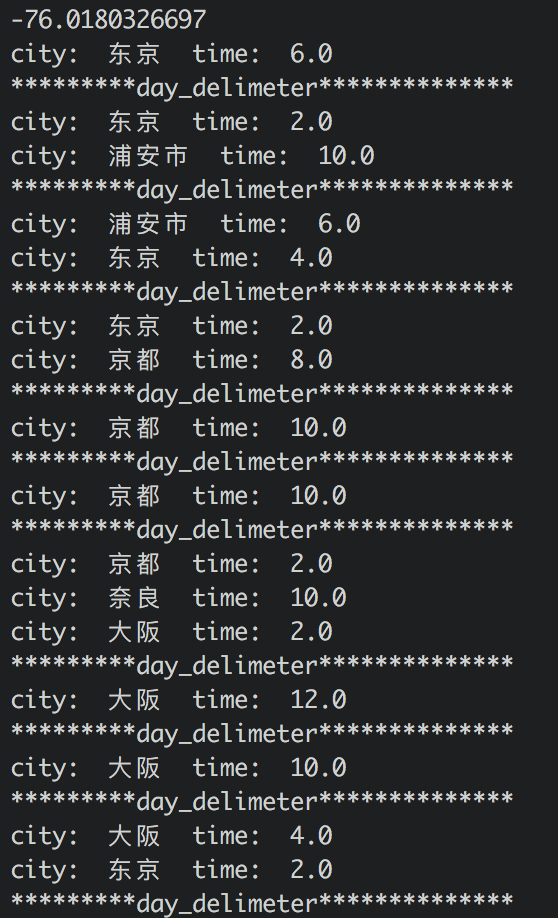 -76.0180326697
city:  东京  time:  6.0
*********day_delimeter**************
city:  东京  time:  2.0
city:  浦安市  time:  10.0
*********day_delimeter**************
city:  浦安市  time:  6.0
city:  东京  time:  4.0
*********day_delimeter**************
city:  东京  time:  2.0
city:  京都  time:  8.0
*********day_delimeter**************
city:  京都  time:  10.0
*********day_delimeter**************
city:  京都  time:  10.0
*********day_delimeter**************
city:  京都  time:  2.0
city:  奈良  time:  10.0
city:  大阪  time:  2.0
*********day_delimeter**************
city:  大阪  time:  12.0
*********day_delimeter**************
city:  大阪  time:  10.0
*********day_delimeter**************
city:  大阪  time:  4.0
city:  东京  time:  2.0
*********day_delimeter**************